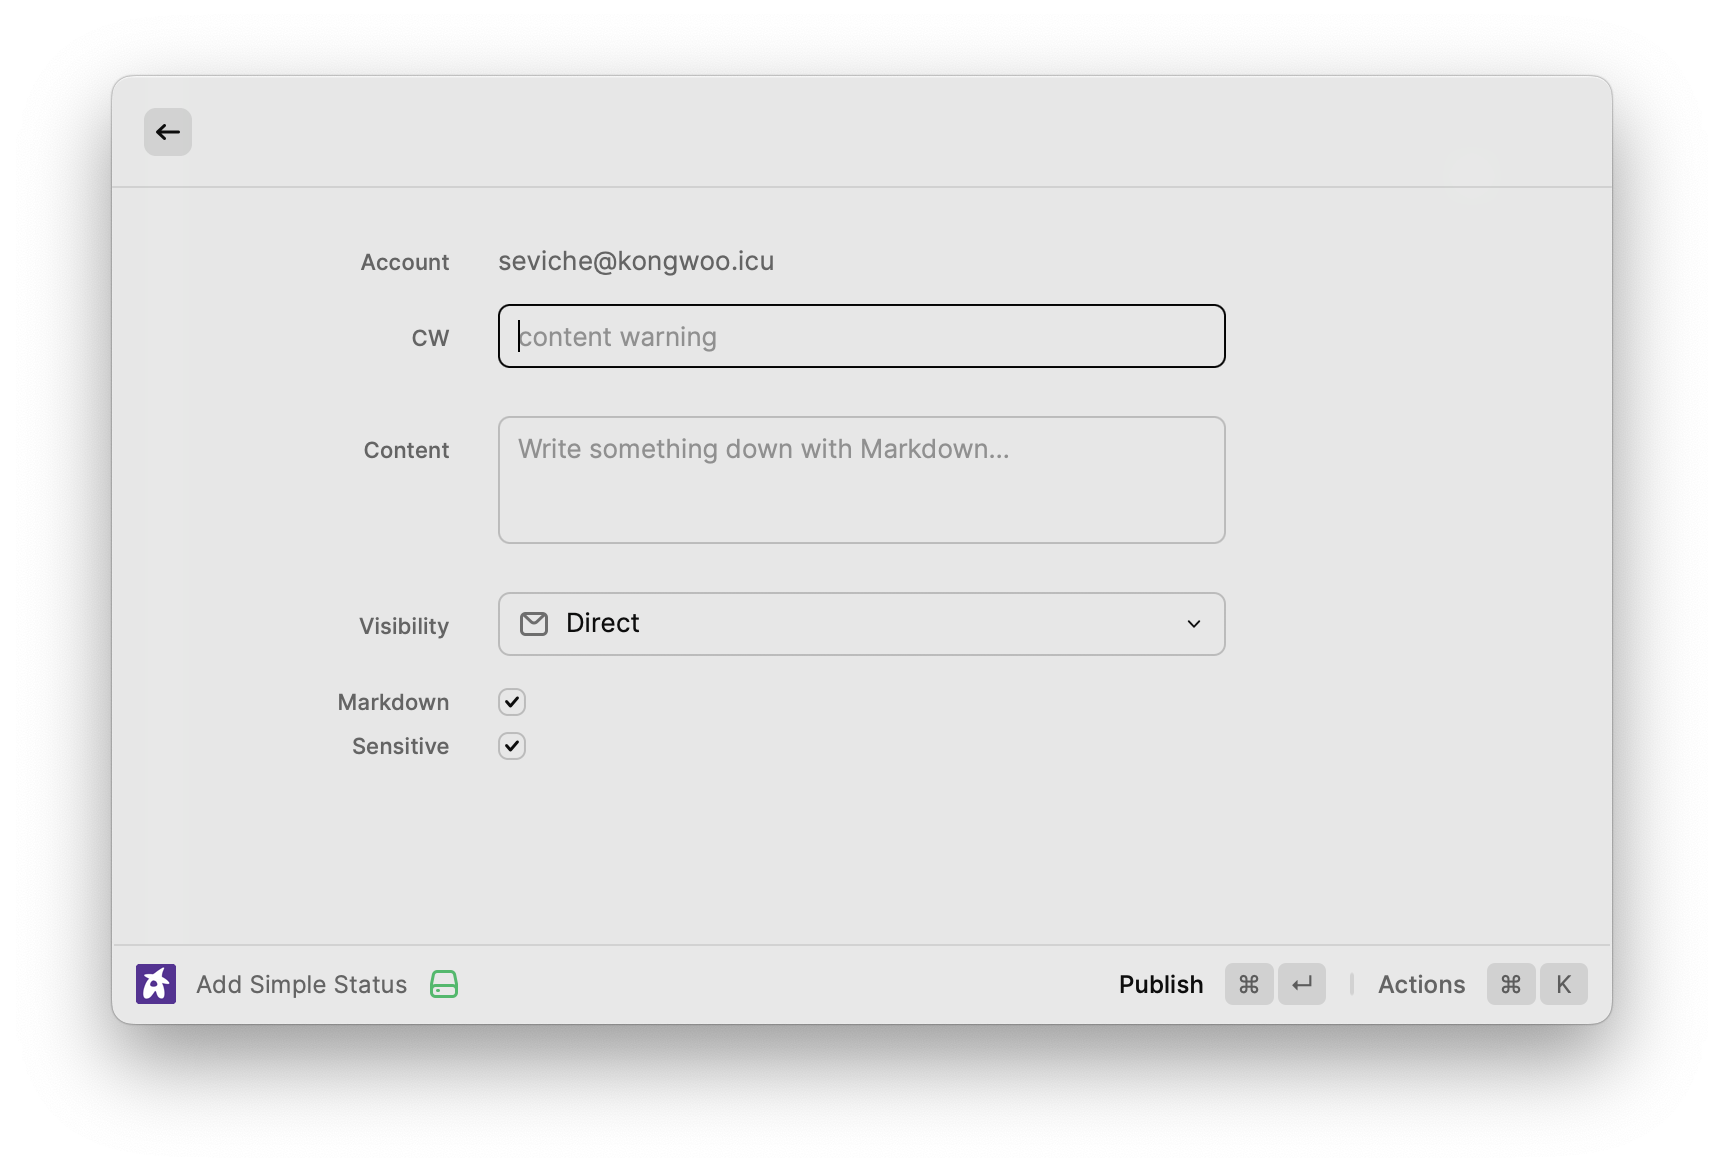 Account seviche@kongwoo.icu
CW content warning
Content Write something down with Markdown...
Visibility Direct
Markdown
Sensitive
Add Simple Status Publish ⌘ ↵ Actions ⌘ K